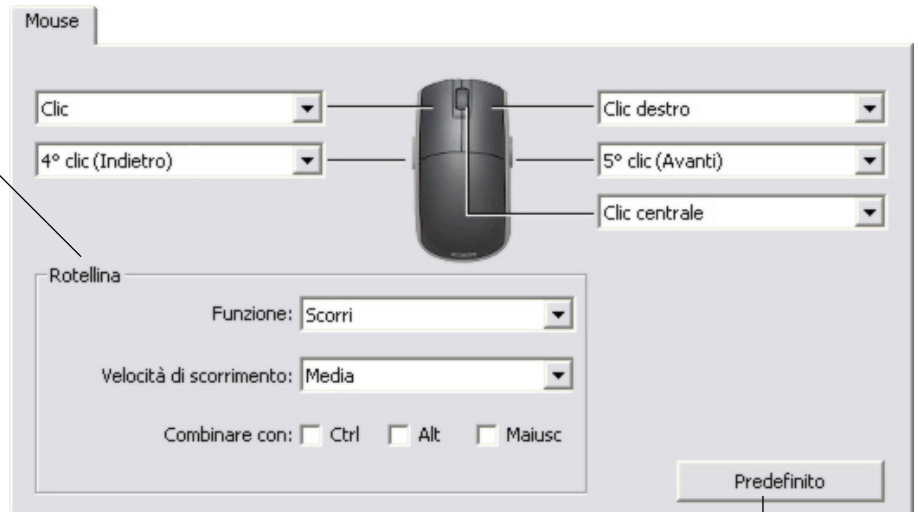 Mouse
Clic
Clic destro
4° clic (Indietro)
5° clic (Avanti)
Clic centrale
Rotellina
Funzione: Scorri
Velocità di scorrimento: Media
Combinare con: Ctrl Alt Maiusc
Predefinito